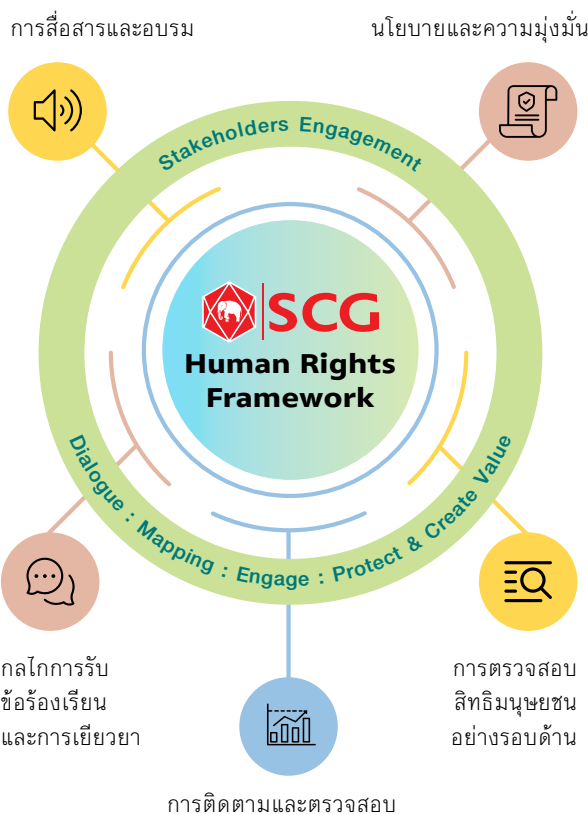 การสื่อสารและอบรม
นโยบายและความมุ่งมั่น
Stakeholders Engagement
SCG
Human Rights
Framework
Dialogue : Mapping : Engage : Protect & Create Value
กลไกการรับ
ข้อร้องเรียน
และการเยียวยา
การตรวจสอบ
สิทธิมนุษยชน
อย่างรอบด้าน
การติดตามและตรวจสอบ